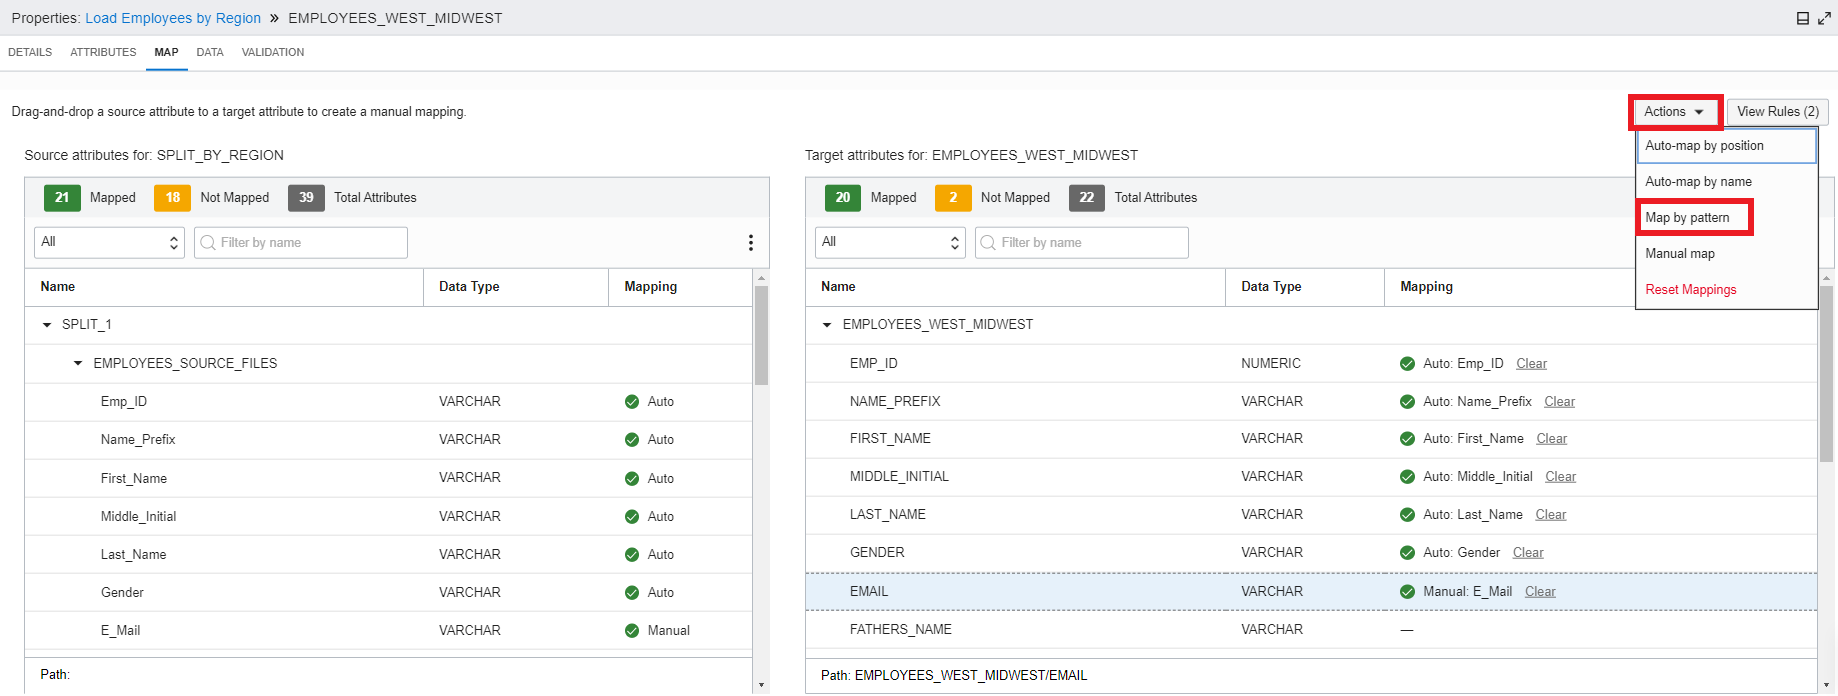 Properties: Load Employees by Region » EMPLOYEES_WEST_MIDWEST
DETAILS ATTRIBUTES MAP DATA VALIDATION
Drag-and-drop a source attribute to a target attribute to create a manual mapping.
Actions View Rules (2)
Auto-map by position
Auto-map by name
Map by pattern
Manual map
Reset Mappings
Source attributes for: SPLIT_BY_REGION
21 Mapped 18 Not Mapped 39 Total Attributes
All Filter by name
Name Data Type Mapping
SPLIT_1
EMPLOYEES_SOURCE_FILES
Emp_ID VARCHAR Auto
Name_Prefix VARCHAR Auto
First_Name VARCHAR Auto
Middle_Initial VARCHAR Auto
Last_Name VARCHAR Auto
Gender VARCHAR Auto
E_Mail VARCHAR Manual
Path:
Target attributes for: EMPLOYEES_WEST_MIDWEST
20 Mapped 2 Not Mapped 22 Total Attributes
All Filter by name
Name Data Type Mapping
EMPLOYEES_WEST_MIDWEST
EMP_ID NUMERIC Auto: Emp_ID Clear
NAME_PREFIX VARCHAR Auto: Name_Prefix Clear
FIRST_NAME VARCHAR Auto: First_Name Clear
MIDDLE_INITIAL VARCHAR Auto: Middle_Initial Clear
LAST_NAME VARCHAR Auto: Last_Name Clear
GENDER VARCHAR Auto: Gender Clear
EMAIL VARCHAR Manual: E_Mail Clear
FATHERS_NAME VARCHAR —
Path: EMPLOYEES_WEST_MIDWEST/EMAIL